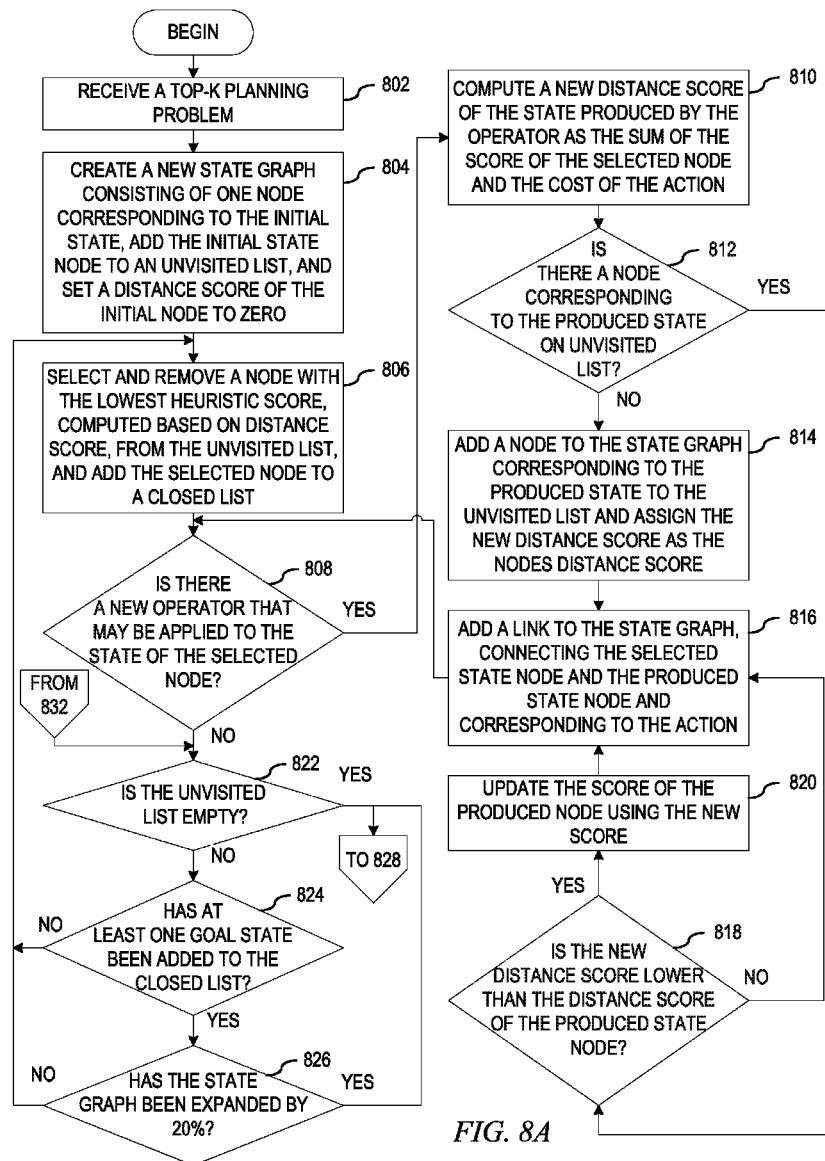 BEGIN
RECEIVE A TOP-K PLANNING
PROBLEM
802
CREATE A NEW STATE GRAPH
CONSISTING OF ONE NODE
CORRESPONDING TO THE INITIAL
STATE, ADD THE INITIAL STATE
NODE TO AN UNVISITED LIST, AND
SET A DISTANCE SCORE OF THE
INITIAL NODE TO ZERO
804
SELECT AND REMOVE A NODE WITH
THE LOWEST HEURISTIC SCORE,
COMPUTED BASED ON DISTANCE
SCORE, FROM THE UNVISITED LIST,
AND ADD THE SELECTED NODE TO
A CLOSED LIST
806
IS THERE
A NEW OPERATOR THAT
MAY BE APPLIED TO THE
STATE OF THE SELECTED
NODE?
808
YES
NO
FROM
832
IS THE UNVISITED
LIST EMPTY?
822
YES
NO
TO 828
HAS AT
LEAST ONE GOAL STATE
BEEN ADDED TO THE
CLOSED LIST?
824
NO
YES
HAS THE STATE
GRAPH BEEN EXPANDED BY
20%?
826
NO
YES
COMPUTE A NEW DISTANCE SCORE
OF THE STATE PRODUCED BY THE
OPERATOR AS THE SUM OF THE
SCORE OF THE SELECTED NODE
AND THE COST OF THE ACTION
810
IS
THERE A NODE
CORRESPONDING
TO THE PRODUCED STATE
ON UNVISITED
LIST?
812
YES
NO
ADD A NODE TO THE STATE GRAPH
CORRESPONDING TO THE
PRODUCED STATE TO THE
UNVISITED LIST AND ASSIGN THE
NEW DISTANCE SCORE AS THE
NODES DISTANCE SCORE
814
ADD A LINK TO THE STATE GRAPH,
CONNECTING THE SELECTED
STATE NODE AND THE PRODUCED
STATE NODE AND
CORRESPONDING TO THE ACTION
816
UPDATE THE SCORE OF THE
PRODUCED NODE USING THE NEW
SCORE
820
YES
IS THE NEW
DISTANCE SCORE LOWER
THAN THE DISTANCE SCORE
OF THE PRODUCED STATE
NODE?
818
NO
FIG. 8A